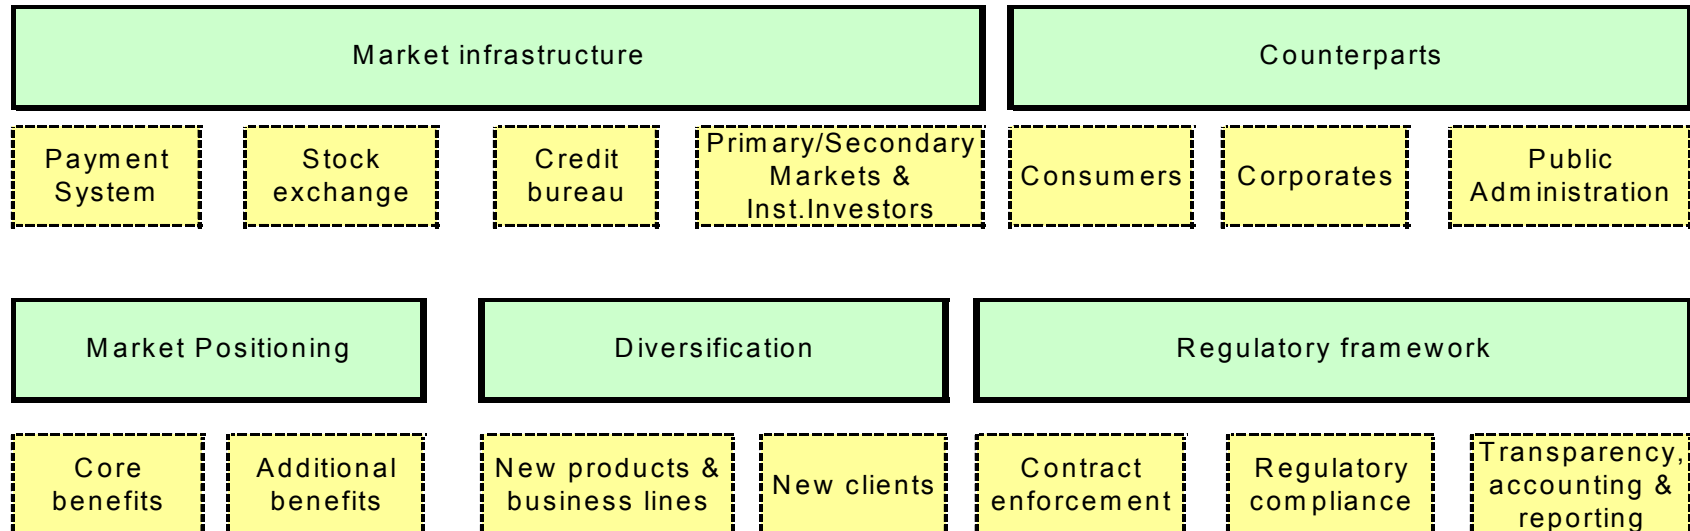 Market infrastructure
Counterparts
Payment
System
Stock
exchange
Credit
bureau
Primary/Secondary
Markets &
Inst.Investors
Consumers
Corporates
Public
Administration
Market Positioning
Diversification
Regulatory framework
Core
benefits
Additional
benefits
New products &
business lines
New clients
Contract
enforcement
Regulatory
compliance
Transparency,
accounting &
reporting